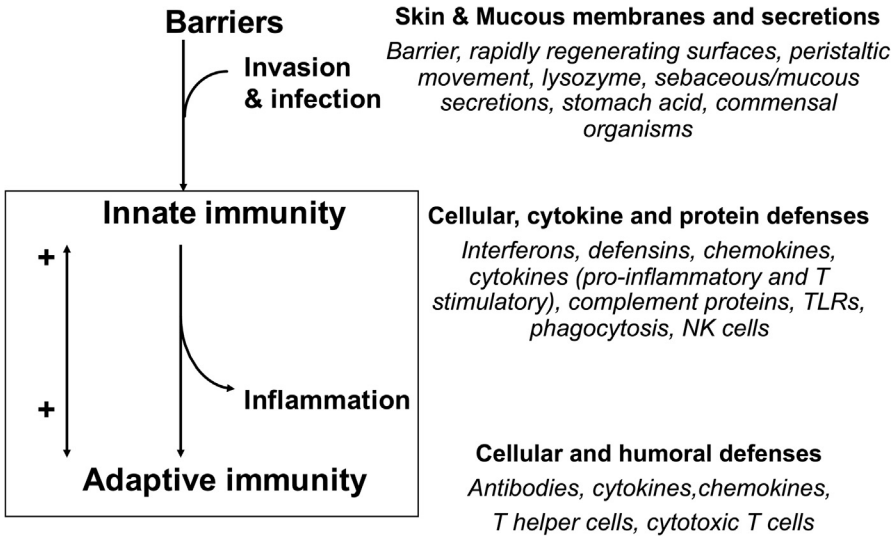 Barriers
Skin & Mucous membranes and secretions
Barrier, rapidly regenerating surfaces, peristaltic
movement, lysozyme, sebaceous/mucous
secretions, stomach acid, commensal
organisms
Invasion
& infection
Innate immunity
Cellular, cytokine and protein defenses
Interferons, defensins, chemokines,
cytokines (pro-inflammatory and T
stimulatory), complement proteins, TLRs,
phagocytosis, NK cells
+
+
Inflammation
Adaptive immunity
Cellular and humoral defenses
Antibodies, cytokines,chemokines,
T helper cells, cytotoxic T cells